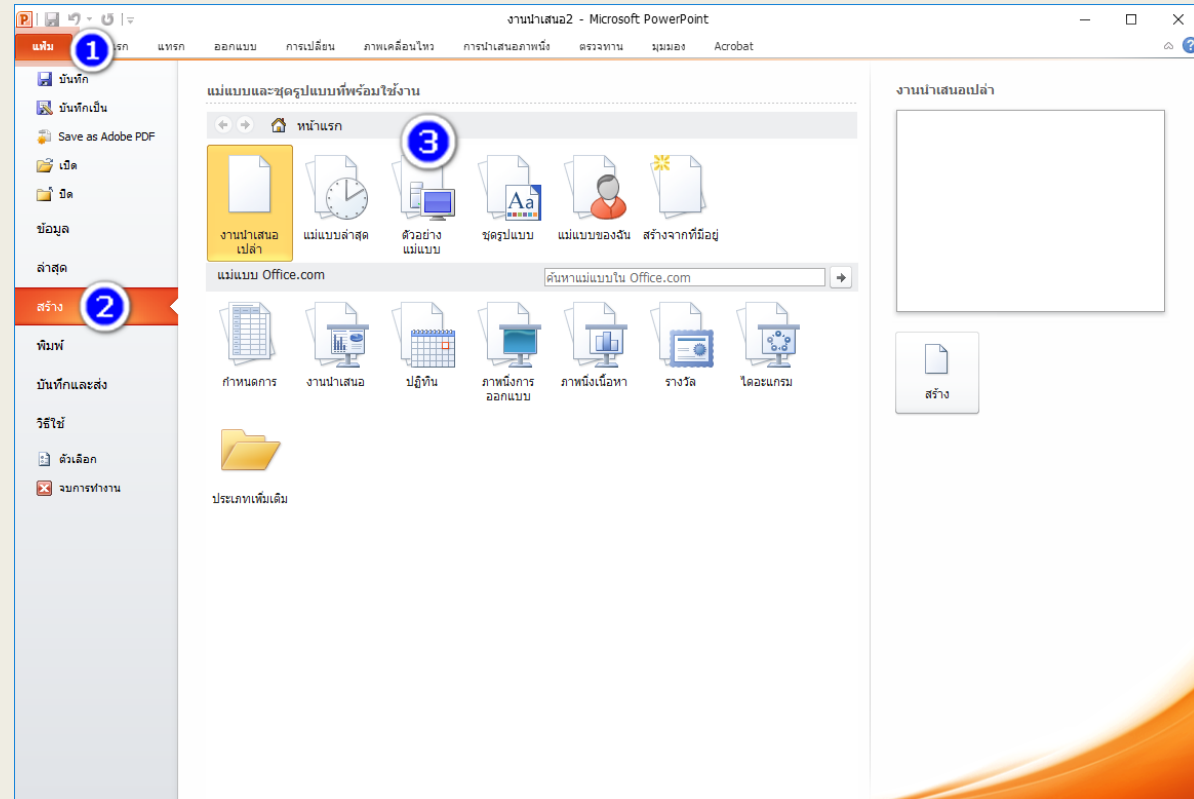 งานนำเสนอ2 - Microsoft PowerPoint
แฟ้ม 1 รก แทรก ออกแบบ การเปลี่ยน ภาพเคลื่อนไหว การนำเสนอภาพนิ่ง ตรวจทาน มุมมอง Acrobat
บันทึก
บันทึกเป็น
Save as Adobe PDF
เปิด
ปิด
ข้อมูล
ล่าสุด
สร้าง 2
พิมพ์
บันทึกและส่ง
วิธีใช้
ตัวเลือก
จบการทำงาน
แม่แบบและชุดรูปแบบที่พร้อมใช้งาน
หน้าแรก 3
งานนำเสนอ
เปล่า
แม่แบบล่าสุด
ตัวอย่าง
แม่แบบ
ชุดรูปแบบ
แม่แบบของฉัน
สร้างจากที่มีอยู่
แม่แบบ Office.com
ค้นหาแม่แบบใน Office.com
กำหนดการ
งานนำเสนอ
ปฏิทิน
ภาพนิ่งการ
ออกแบบ
ภาพนิ่งเนื้อหา
รางวัล
ไดอะแกรม
ประเภทเพิ่มเติม
งานนำเสนอเปล่า
สร้าง